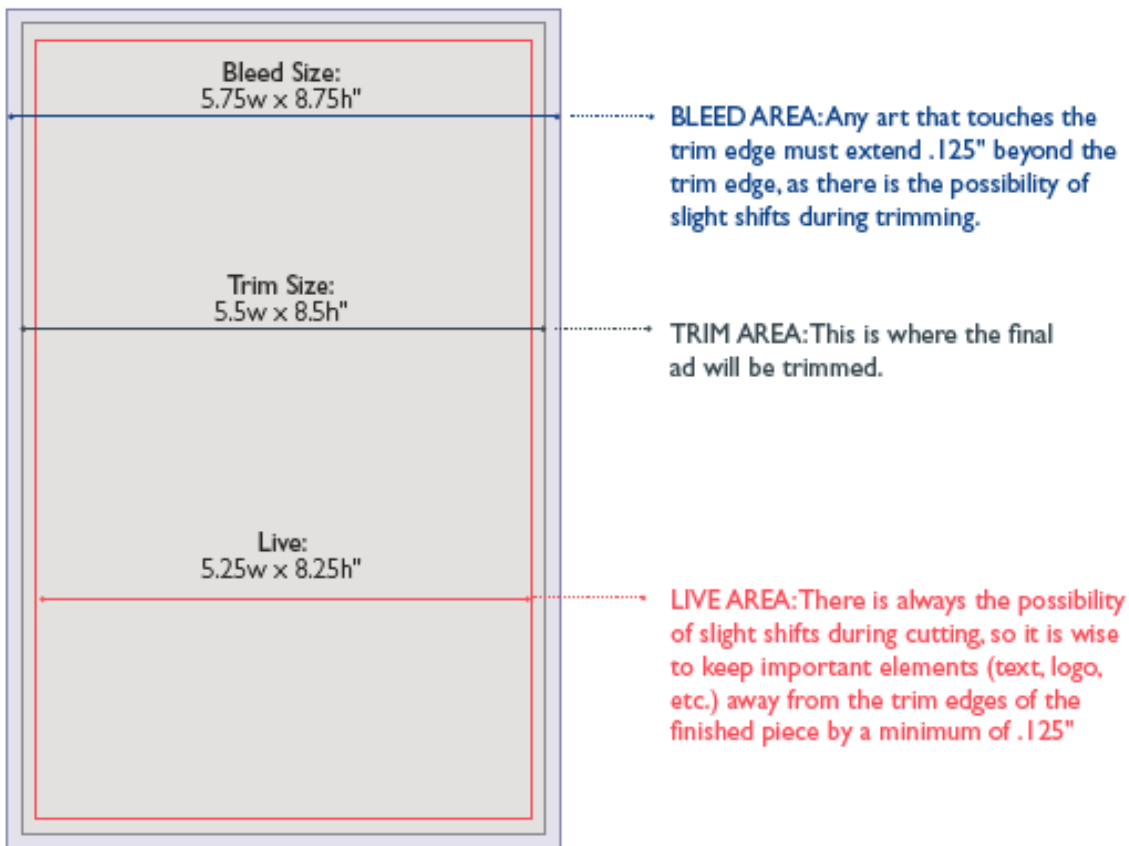 Bleed Size:
5.75w x 8.75h"
BLEED AREA: Any art that touches the
trim edge must extend .125" beyond the
trim edge, as there is the possibility of
slight shifts during trimming.
Trim Size:
5.5w x 8.5h"
TRIM AREA: This is where the final
ad will be trimmed.
Live:
5.25w x 8.25h"
LIVE AREA: There is always the possibility
of slight shifts during cutting, so it is wise
to keep important elements (text, logo,
etc.) away from the trim edges of the
finished piece by a minimum of .125"